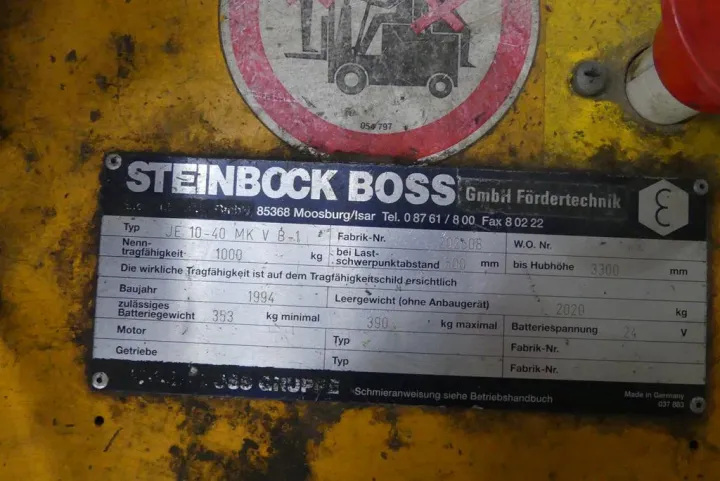 054 797
STEINBOCK BOSS GmbH Fördertechnik
85368 Moosburg/Isar Tel. 0 87 61 / 8 00 Fax 8 02 22
Typ JE 10-40 MK V B-1 Fabrik-Nr. W.O. Nr.
Nenn-tragfähigkeit 1000 kg bei Last-schwerpunktabstand mm bis Hubhöhe 3300 mm
Die wirkliche Tragfähigkeit ist auf dem Tragfähigkeitschild ersichtlich
Baujahr 1994 Leergewicht (ohne Anbaugerät) 2020 kg
zulässiges Batteriegewicht 353 kg minimal 390 kg maximal Batteriespannung 24 V
Motor Typ Fabrik-Nr.
Getriebe Typ Fabrik-Nr.
GRUPPE Schmieranweisung siehe Betriebshandbuch
Made in Germany
037 883